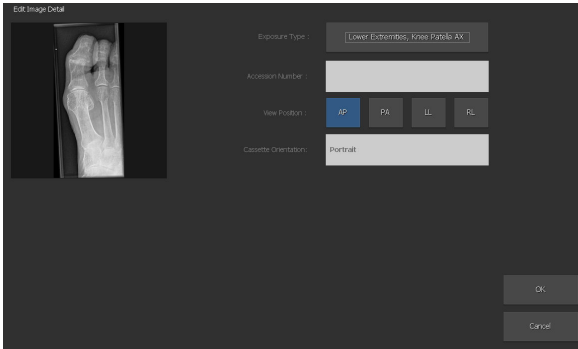 Edit Image Detail
Exposure Type :
Lower Extremities, Knee Patella AX
Accession Number :
View Position :
AP
PA
LL
RL
Cassette Orientation:
Portrait
OK
Cancel